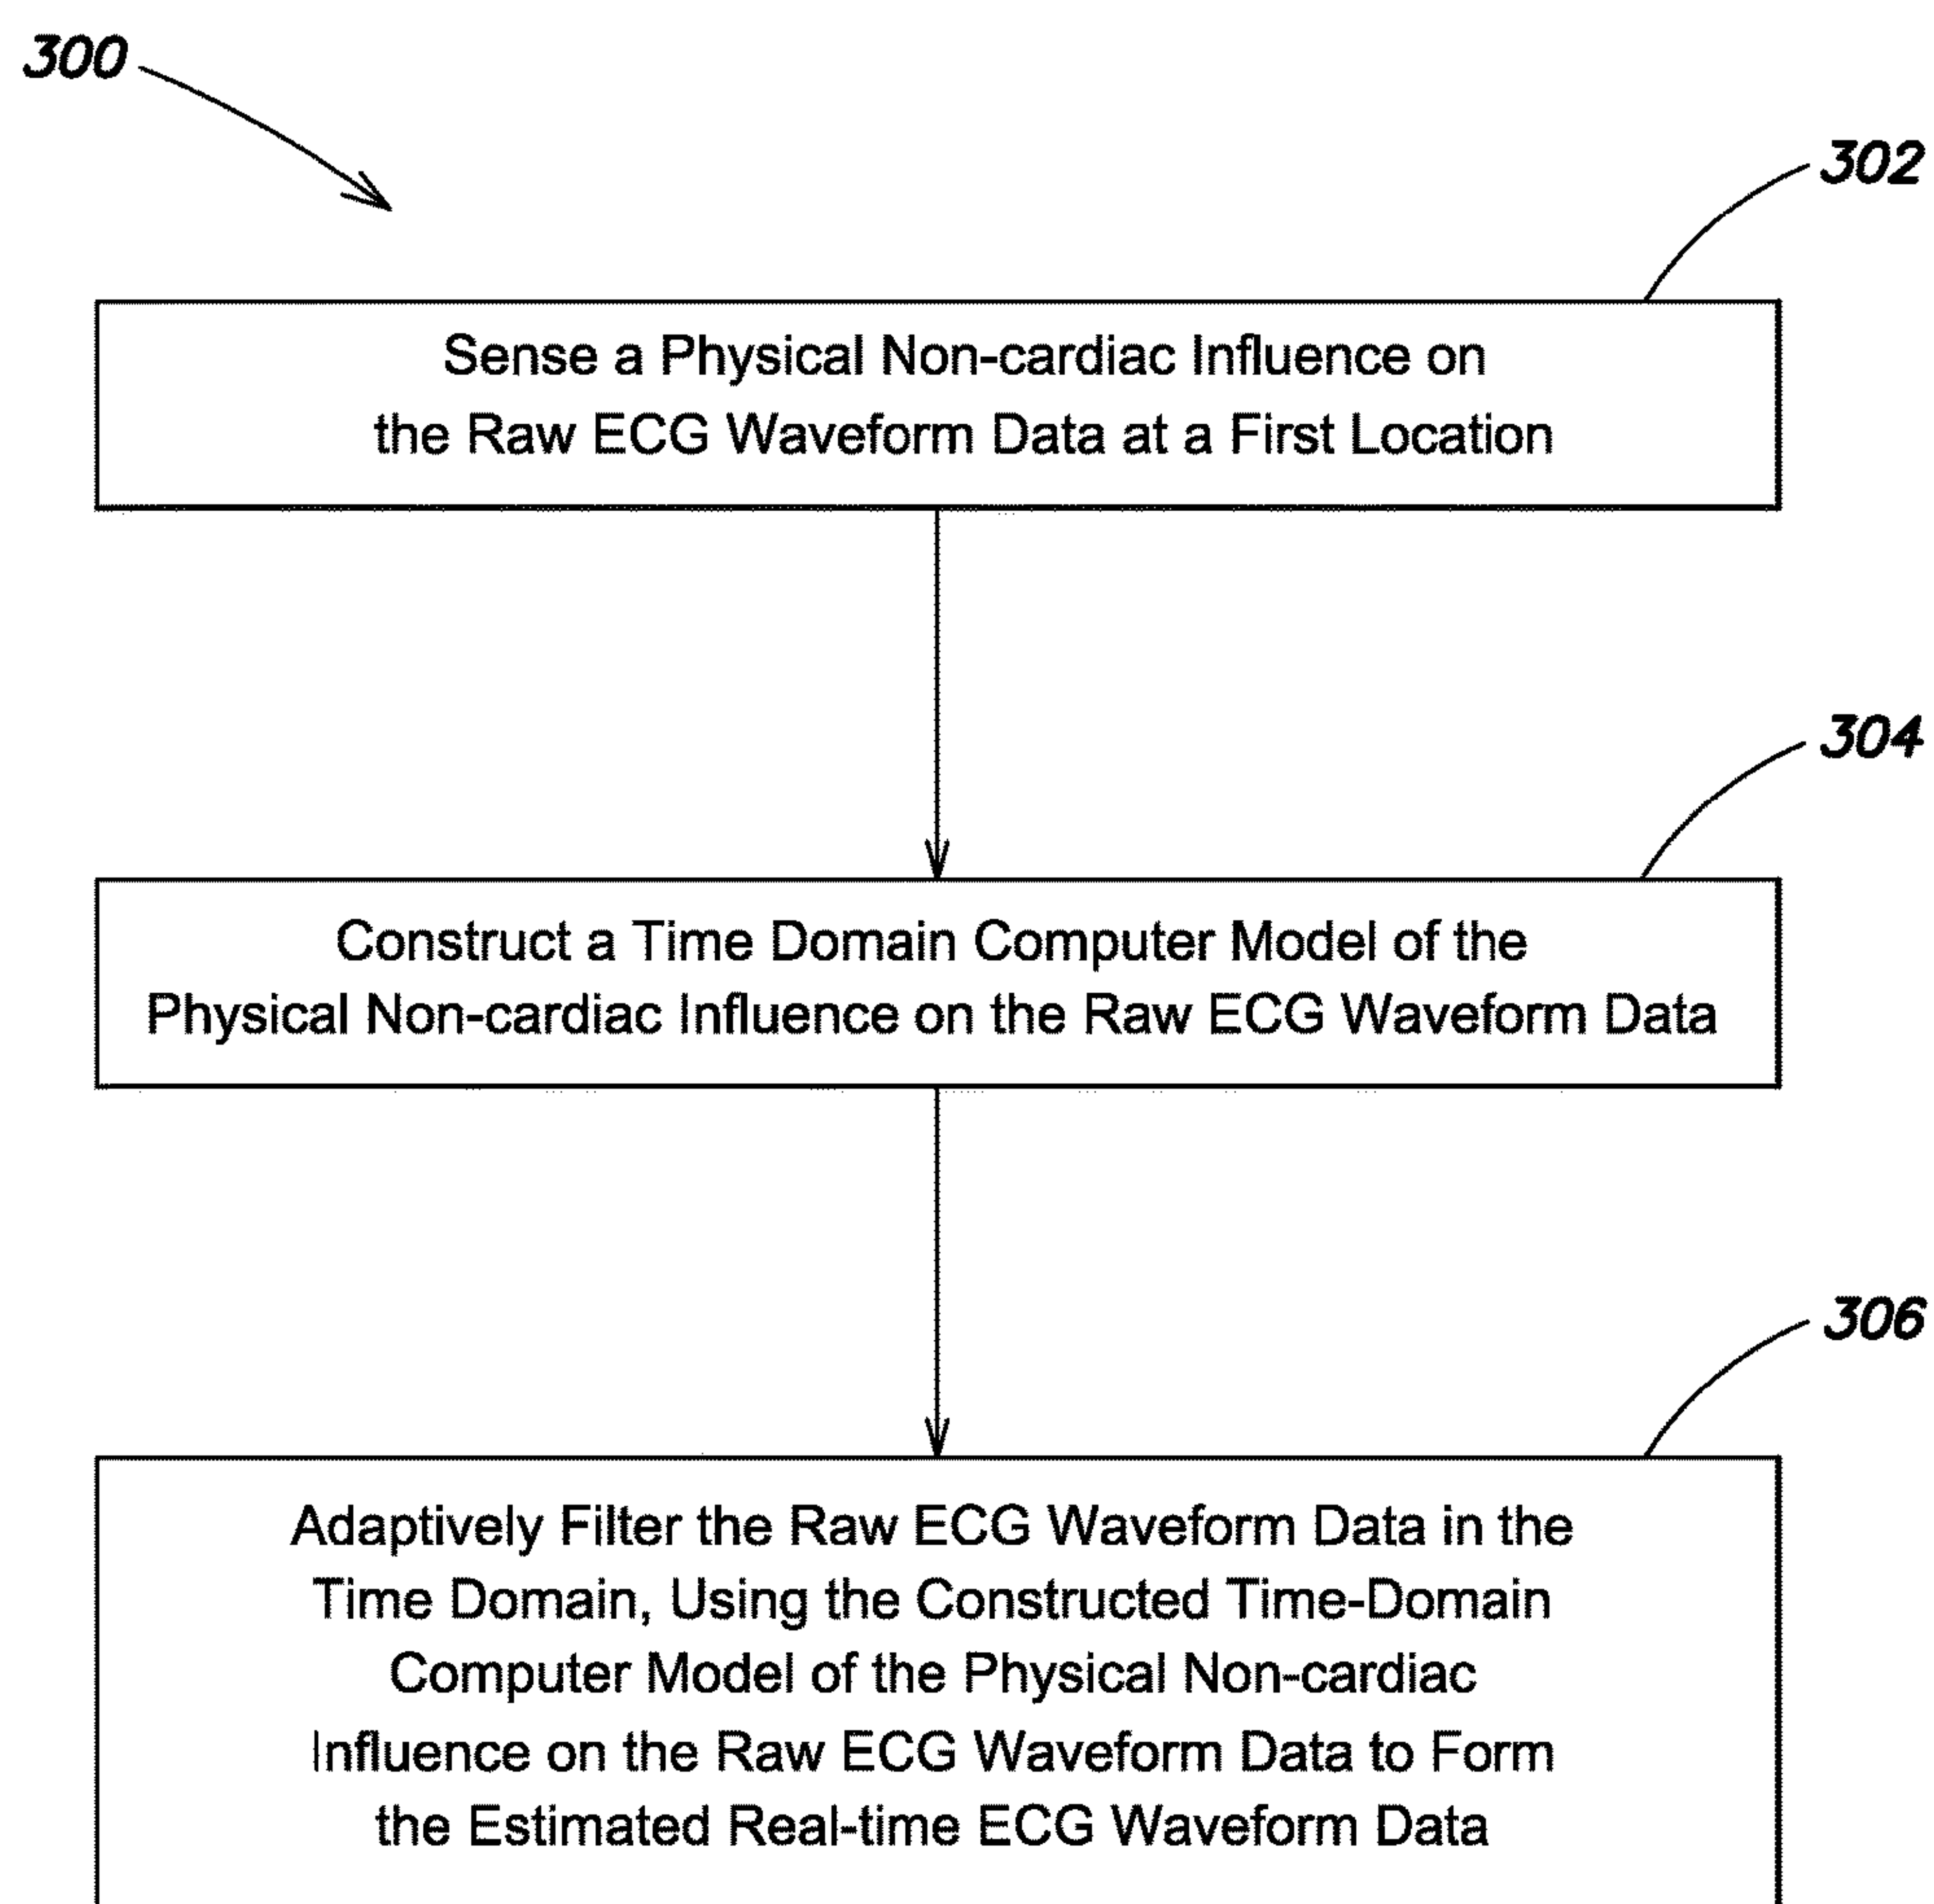 300
302
Sense a Physical Non-cardiac Influence on
the Raw ECG Waveform Data at a First Location
304
Construct a Time Domain Computer Model of the
Physical Non-cardiac Influence on the Raw ECG Waveform Data
306
Adaptively Filter the Raw ECG Waveform Data in the
Time Domain, Using the Constructed Time-Domain
Computer Model of the Physical Non-cardiac
Influence on the Raw ECG Waveform Data to Form
the Estimated Real-time ECG Waveform Data